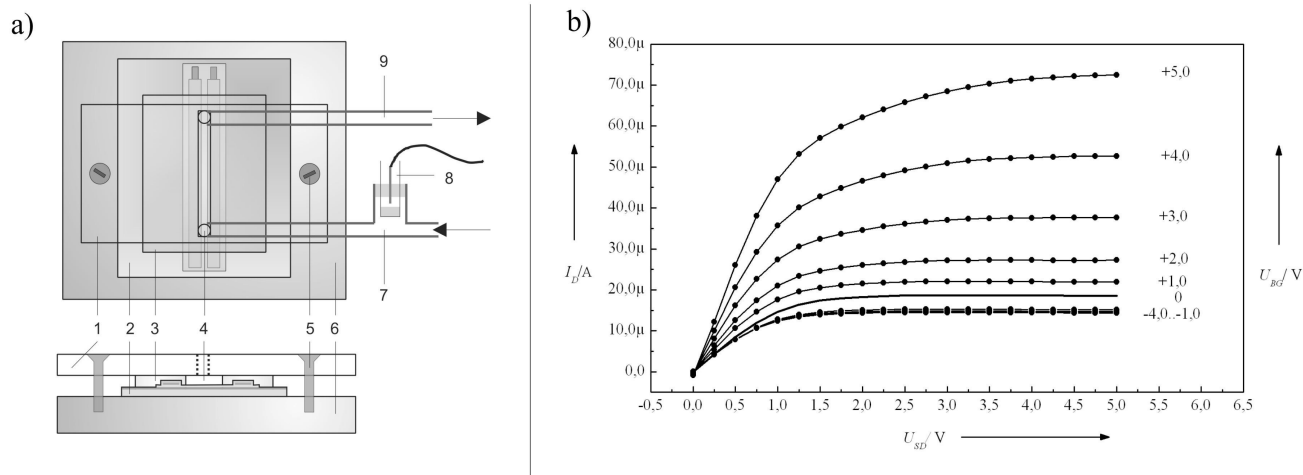 a)
9
8
7
1
2
3
4
5
6
b)
80,0µ
70,0µ
60,0µ
50,0µ
40,0µ
30,0µ
20,0µ
10,0µ
0,0
I_D/A
-0,5 0,0 0,5 1,0 1,5 2,0 2,5 3,0 3,5 4,0 4,5 5,0 5,5 6,0 6,5
U_SD/V
+5,0
+4,0
+3,0
+2,0
+1,0
0
-4,0..-1,0
U_BG/V